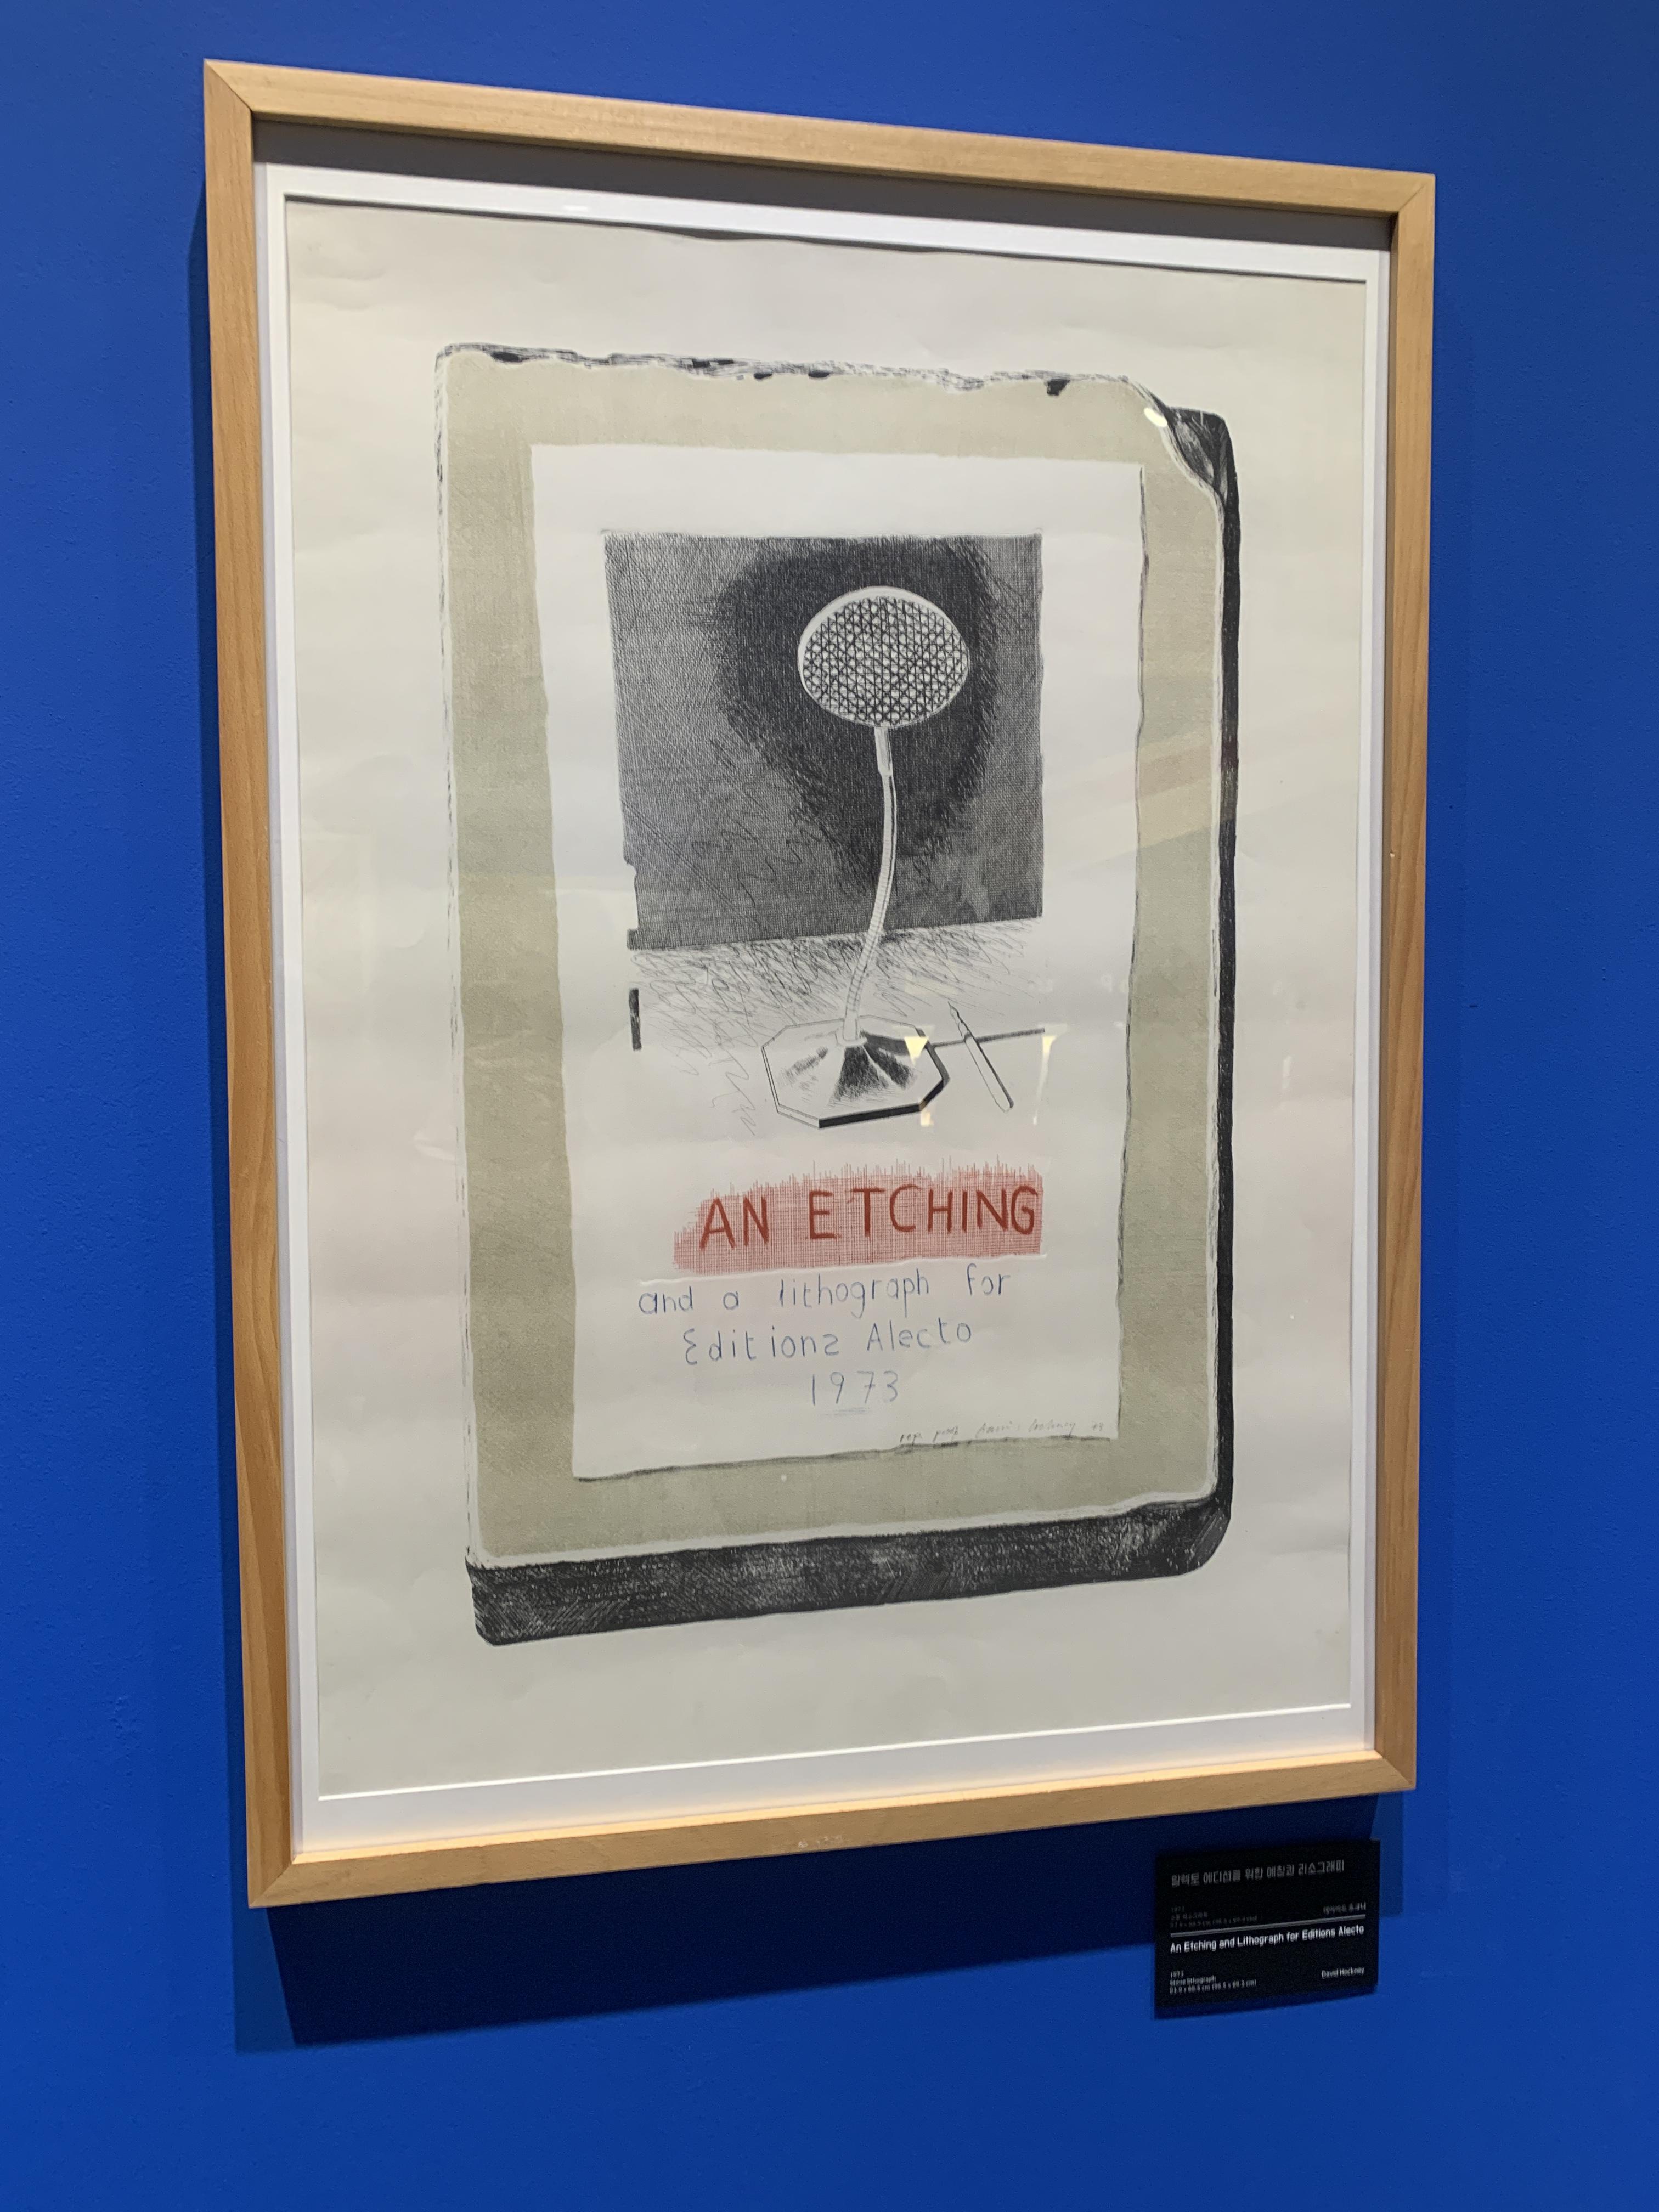 AN ETCHING
and a lithograph for
Editions Alecto
1973
알렉토 에디션을 위한 에칭과 리소그래피
1973
데이비드 호크니
An Etching and Lithograph for Editions Alecto
1973
David Hockney
Stone lithograph